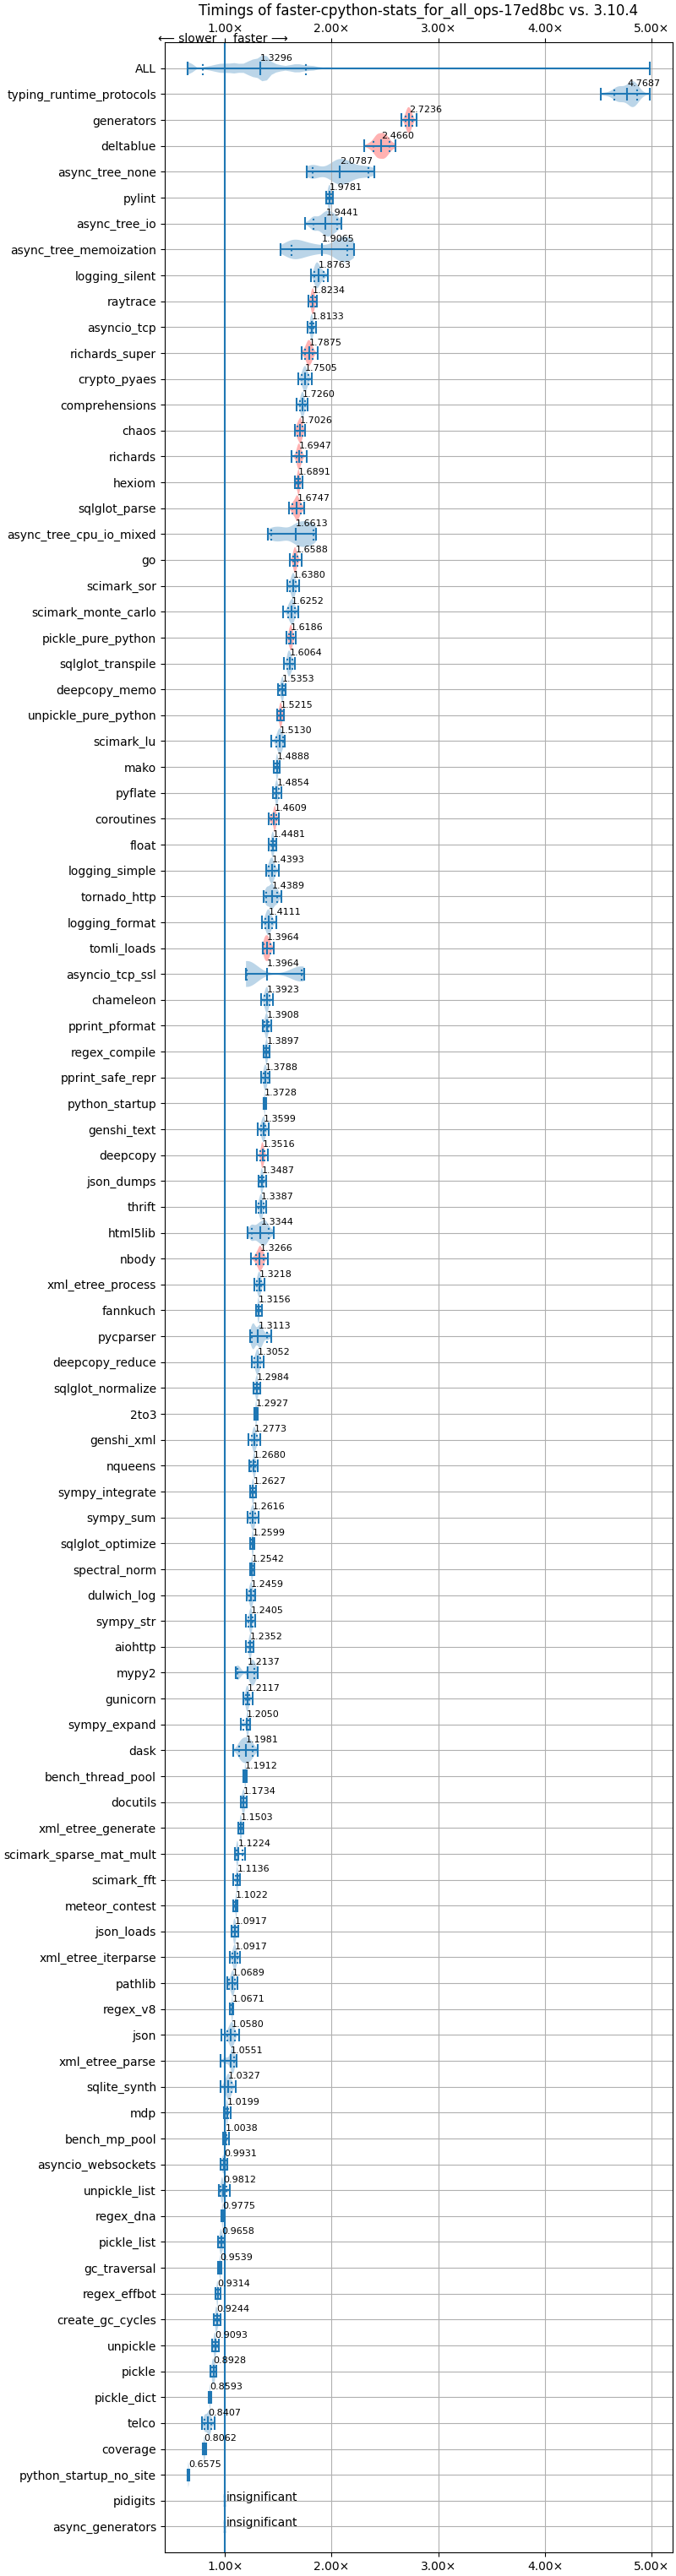 Timings of faster-cpython-stats_for_all_ops-17ed8bc vs. 3.10.4
1.00× 2.00× 3.00× 4.00× 5.00×
⟵ slower faster ⟶
ALL 1.3296
typing_runtime_protocols 4.7687
generators 2.7236
deltablue 2.4660
async_tree_none 2.0787
pylint 1.9781
async_tree_io 1.9441
async_tree_memoization 1.9065
logging_silent 1.8763
raytrace 1.8234
asyncio_tcp 1.8133
richards_super 1.7875
crypto_pyaes 1.7505
comprehensions 1.7260
chaos 1.7026
richards 1.6947
hexiom 1.6891
sqlglot_parse 1.6747
async_tree_cpu_io_mixed 1.6613
go 1.6588
scimark_sor 1.6380
scimark_monte_carlo 1.6252
pickle_pure_python 1.6186
sqlglot_transpile 1.6064
deepcopy_memo 1.5353
unpickle_pure_python 1.5215
scimark_lu 1.5130
mako 1.4888
pyflate 1.4854
coroutines 1.4609
float 1.4481
logging_simple 1.4393
tornado_http 1.4389
logging_format 1.4111
tomli_loads 1.3964
asyncio_tcp_ssl 1.3964
chameleon 1.3923
pprint_pformat 1.3908
regex_compile 1.3897
pprint_safe_repr 1.3788
python_startup 1.3728
genshi_text 1.3599
deepcopy 1.3516
json_dumps 1.3487
thrift 1.3387
html5lib 1.3344
nbody 1.3266
xml_etree_process 1.3218
fannkuch 1.3156
pycparser 1.3113
deepcopy_reduce 1.3052
sqlglot_normalize 1.2984
2to3 1.2927
genshi_xml 1.2773
nqueens 1.2680
sympy_integrate 1.2627
sympy_sum 1.2616
sqlglot_optimize 1.2599
spectral_norm 1.2542
dulwich_log 1.2459
sympy_str 1.2405
aiohttp 1.2352
mypy2 1.2137
gunicorn 1.2117
sympy_expand 1.2050
dask 1.1981
bench_thread_pool 1.1912
docutils 1.1734
xml_etree_generate 1.1503
scimark_sparse_mat_mult 1.1224
scimark_fft 1.1136
meteor_contest 1.1022
json_loads 1.0917
xml_etree_iterparse 1.0917
pathlib 1.0689
regex_v8 1.0671
json 1.0580
xml_etree_parse 1.0551
sqlite_synth 1.0327
mdp 1.0199
bench_mp_pool 1.0038
asyncio_websockets 0.9931
unpickle_list 0.9812
regex_dna 0.9775
pickle_list 0.9658
gc_traversal 0.9539
regex_effbot 0.9314
create_gc_cycles 0.9244
unpickle 0.9093
pickle 0.8928
pickle_dict 0.8593
telco 0.8407
coverage 0.8062
python_startup_no_site 0.6575
pidigits insignificant
async_generators insignificant
1.00× 2.00× 3.00× 4.00× 5.00×